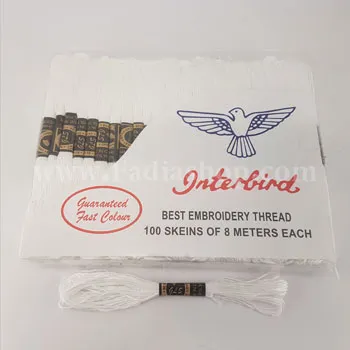 Interbird
Guaranteed
Fast Colour
BEST EMBROIDERY THREAD
100 SKEINS OF 8 METERS EACH